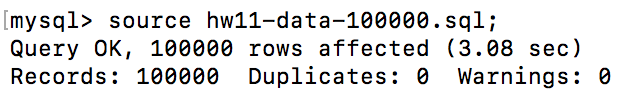 [mysql> source hw11-data-100000.sql;
Query OK, 100000 rows affected (3.08 sec)
Records: 100000  Duplicates: 0  Warnings: 0